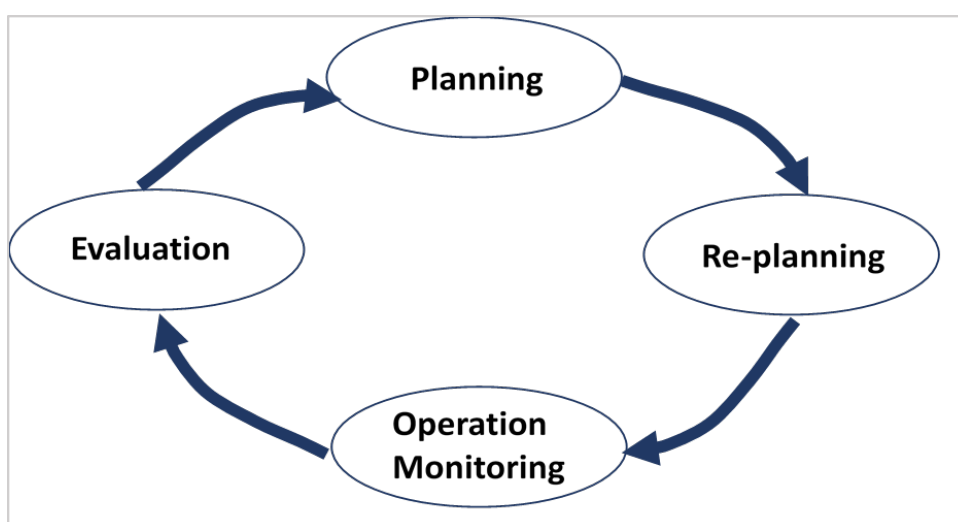 Planning
Evaluation
Re-planning
Operation
Monitoring